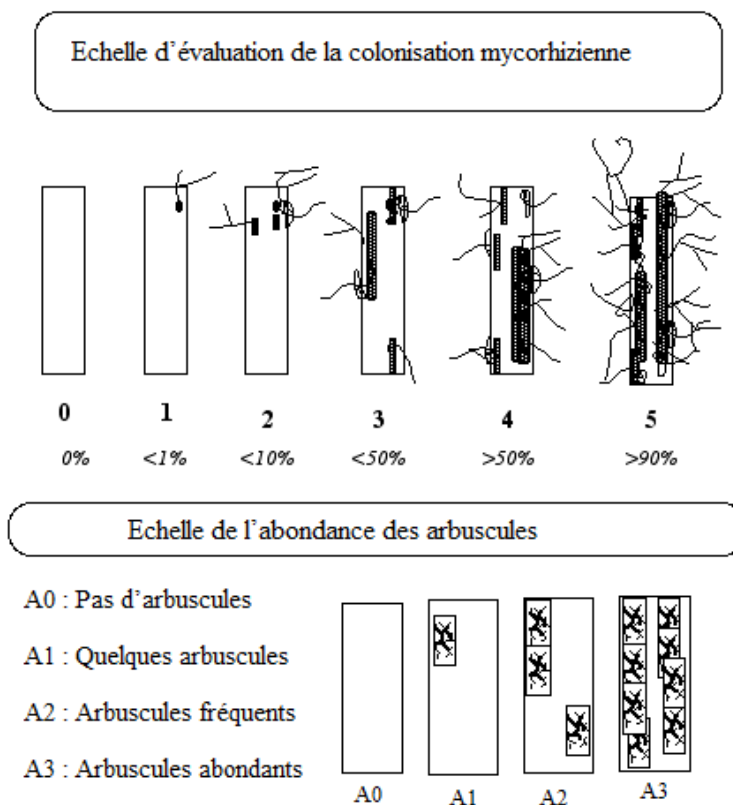 Echelle d’évaluation de la colonisation mycorhizienne
0 1 2 3 4 5
0% <1% <10% <50% >50% >90%
Echelle de l’abondance des arbuscules
A0 : Pas d’arbuscules
A1 : Quelques arbuscules
A2 : Arbuscules fréquents
A3 : Arbuscules abondants
A0 A1 A2 A3